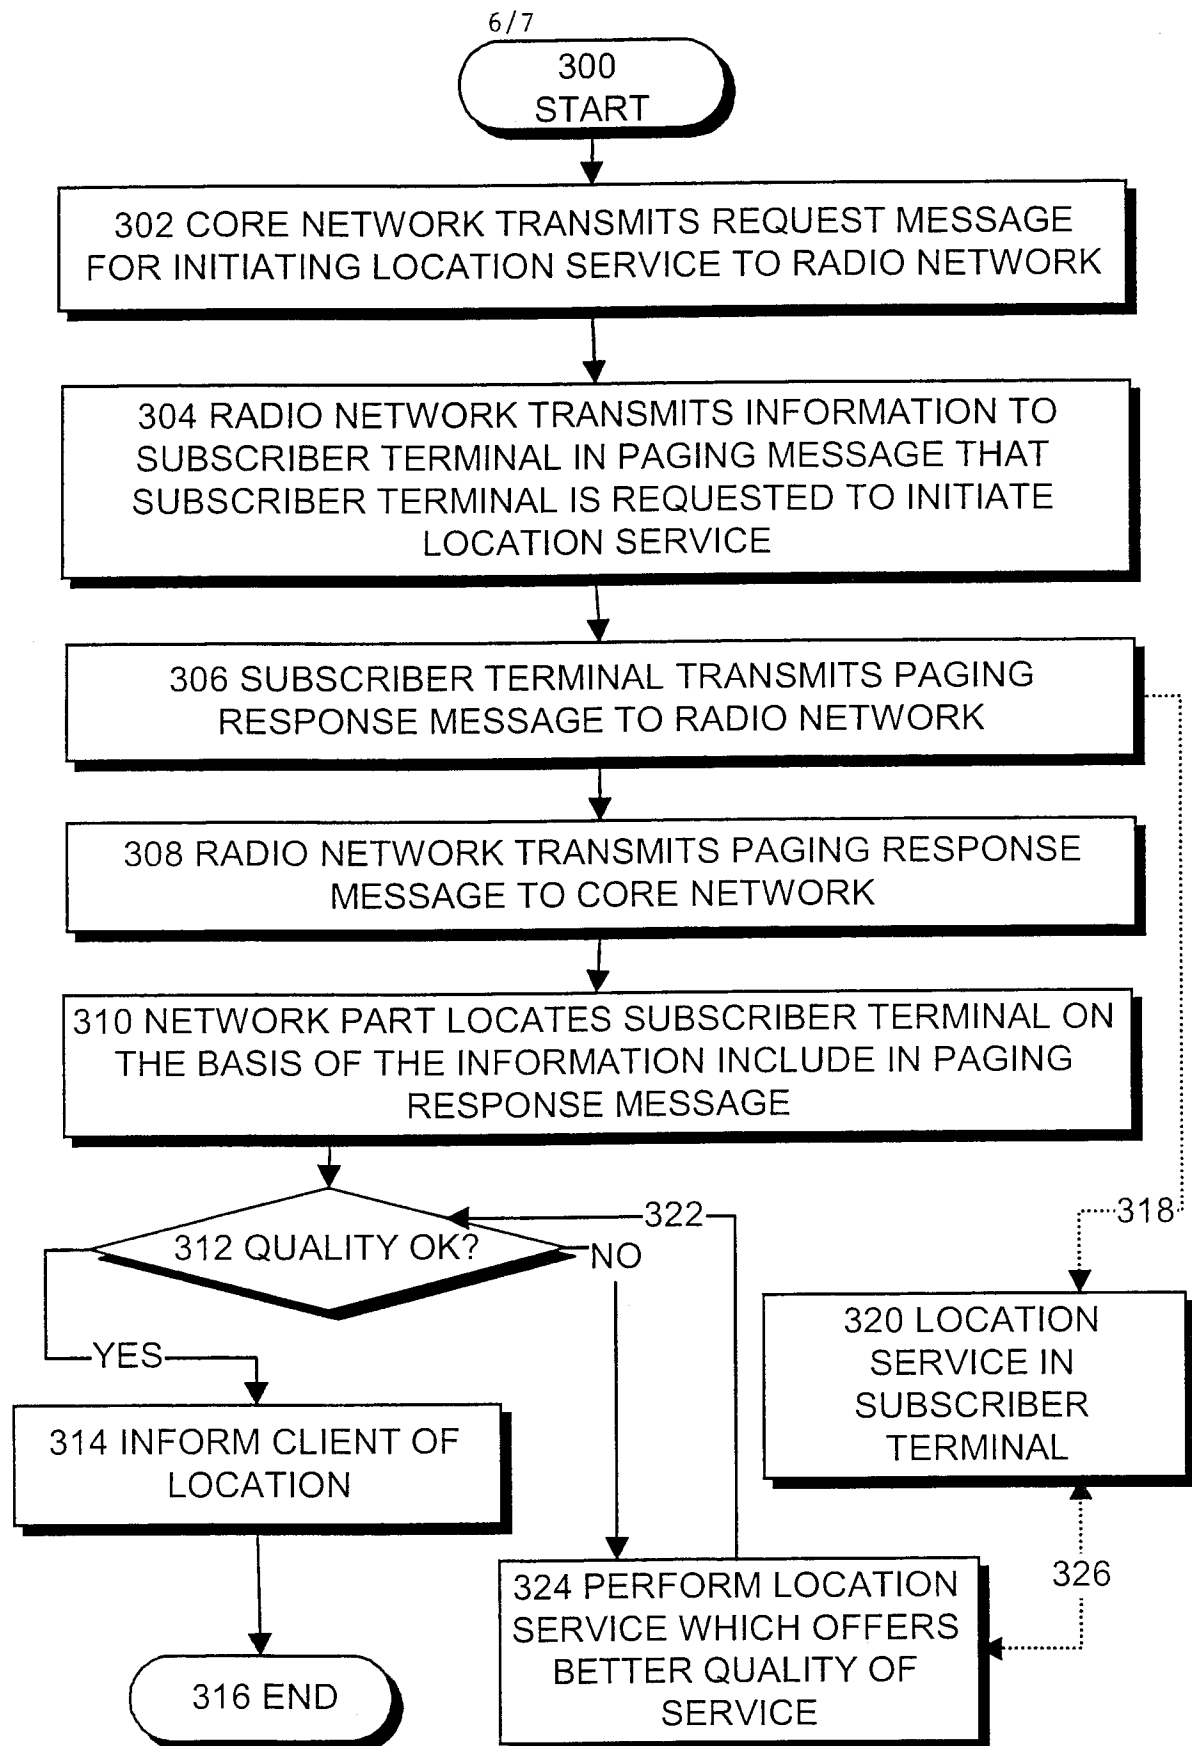 6/7
300
START
302 CORE NETWORK TRANSMITS REQUEST MESSAGE
FOR INITIATING LOCATION SERVICE TO RADIO NETWORK
304 RADIO NETWORK TRANSMITS INFORMATION TO
SUBSCRIBER TERMINAL IN PAGING MESSAGE THAT
SUBSCRIBER TERMINAL IS REQUESTED TO INITIATE
LOCATION SERVICE
306 SUBSCRIBER TERMINAL TRANSMITS PAGING
RESPONSE MESSAGE TO RADIO NETWORK
308 RADIO NETWORK TRANSMITS PAGING RESPONSE
MESSAGE TO CORE NETWORK
310 NETWORK PART LOCATES SUBSCRIBER TERMINAL ON
THE BASIS OF THE INFORMATION INCLUDE IN PAGING
RESPONSE MESSAGE
322
318
312 QUALITY OK?
NO
YES
320 LOCATION
SERVICE IN
SUBSCRIBER
TERMINAL
314 INFORM CLIENT OF
LOCATION
326
324 PERFORM LOCATION
SERVICE WHICH OFFERS
BETTER QUALITY OF
SERVICE
316 END